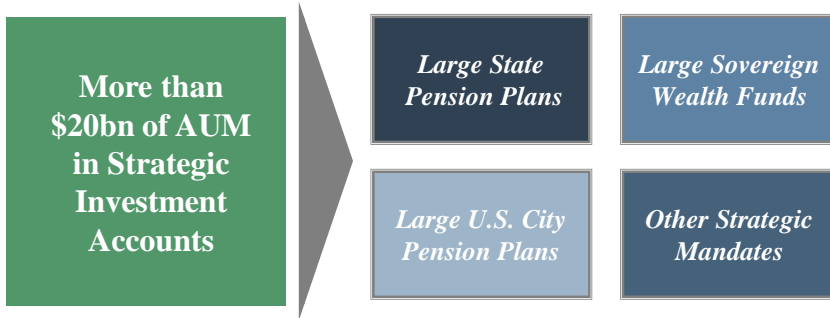 More than
$20bn of AUM
in Strategic
Investment
Accounts
Large State
Pension Plans
Large Sovereign
Wealth Funds
Large U.S. City
Pension Plans
Other Strategic
Mandates